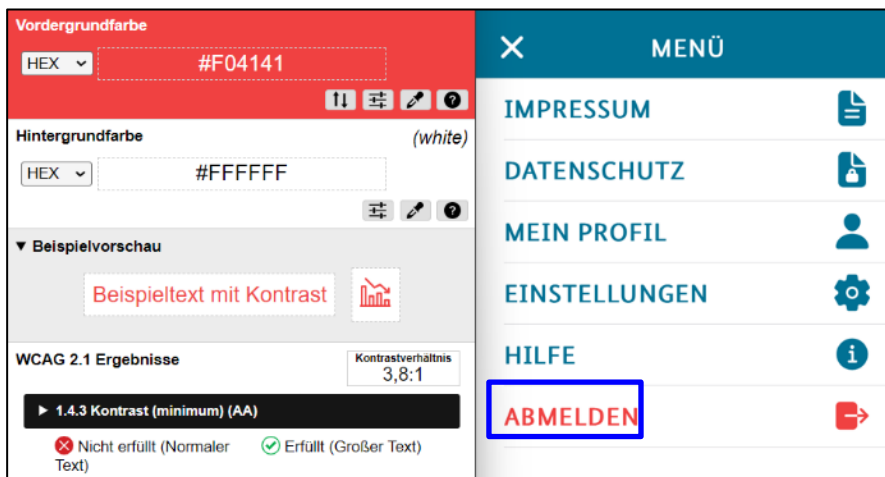 Vordergrundfarbe
HEX
#F04141
Hintergrundfarbe
(white)
HEX
#FFFFFF
▼ Beispielvorschau
Beispieltext mit Kontrast
WCAG 2.1 Ergebnisse
Kontrastverhältnis
3,8:1
▶ 1.4.3 Kontrast (minimum) (AA)
Nicht erfüllt (Normaler
Text)
Erfüllt (Großer Text)
MENÜ
IMPRESSUM
DATENSCHUTZ
MEIN PROFIL
EINSTELLUNGEN
HILFE
ABMELDEN